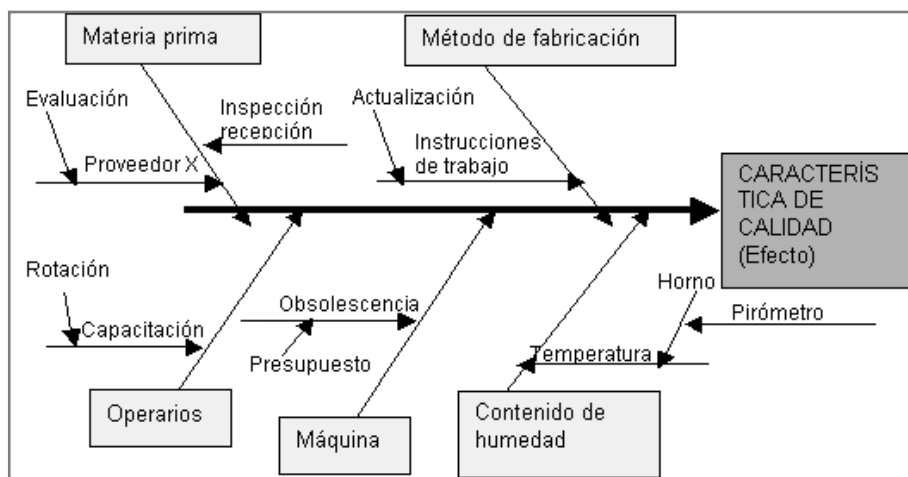 Materia prima
Método de fabricación
Evaluación
Inspección
recepción
Actualización
Proveedor X
Instrucciones
de trabajo
CARACTERÍS
TICA DE
CALIDAD
(Efecto)
Rotación
Obsolescencia
Horno
Pirómetro
Capacitación
Presupuesto
Temperatura
Operarios
Máquina
Contenido de
humedad